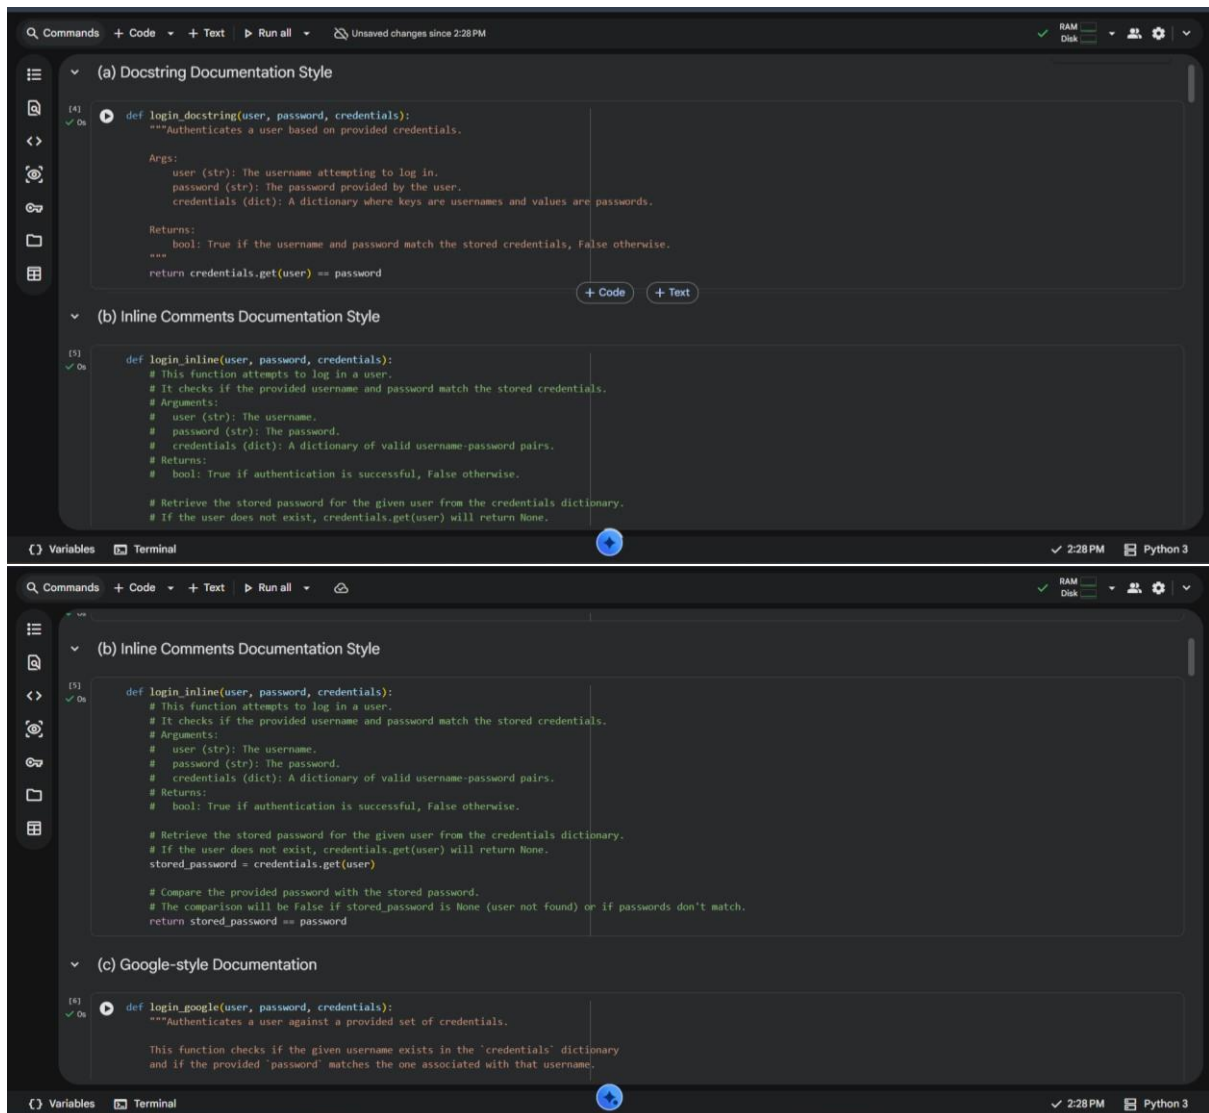 Commands + Code + Text Run all Unsaved changes since 2:28 PM RAM Disk
(a) Docstring Documentation Style
[4]
0s
def login_docstring(user, password, credentials):
"""Authenticates a user based on provided credentials.
Args:
user (str): The username attempting to log in.
password (str): The password provided by the user.
credentials (dict): A dictionary where keys are usernames and values are passwords.
Returns:
bool: True if the username and password match the stored credentials, False otherwise.
"""
return credentials.get(user) == password
+ Code + Text
(b) Inline Comments Documentation Style
[5]
0s
def login_inline(user, password, credentials):
# This function attempts to log in a user.
# It checks if the provided username and password match the stored credentials.
# Arguments:
#   user (str): The username.
#   password (str): The password.
#   credentials (dict): A dictionary of valid username-password pairs.
# Returns:
#   bool: True if authentication is successful, False otherwise.
# Retrieve the stored password for the given user from the credentials dictionary.
# If the user does not exist, credentials.get(user) will return None.
{} Variables Terminal 2:28 PM Python 3
Commands + Code + Text Run all RAM Disk
(b) Inline Comments Documentation Style
[5]
0s
def login_inline(user, password, credentials):
# This function attempts to log in a user.
# It checks if the provided username and password match the stored credentials.
# Arguments:
#   user (str): The username.
#   password (str): The password.
#   credentials (dict): A dictionary of valid username-password pairs.
# Returns:
#   bool: True if authentication is successful, False otherwise.
# Retrieve the stored password for the given user from the credentials dictionary.
# If the user does not exist, credentials.get(user) will return None.
stored_password = credentials.get(user)
# Compare the provided password with the stored password.
# The comparison will be False if stored_password is None (user not found) or if passwords don't match.
return stored_password == password
(c) Google-style Documentation
[6]
0s
def login_google(user, password, credentials):
"""Authenticates a user against a provided set of credentials.
This function checks if the given username exists in the `credentials` dictionary
and if the provided `password` matches the one associated with that username.
{} Variables Terminal 2:28 PM Python 3